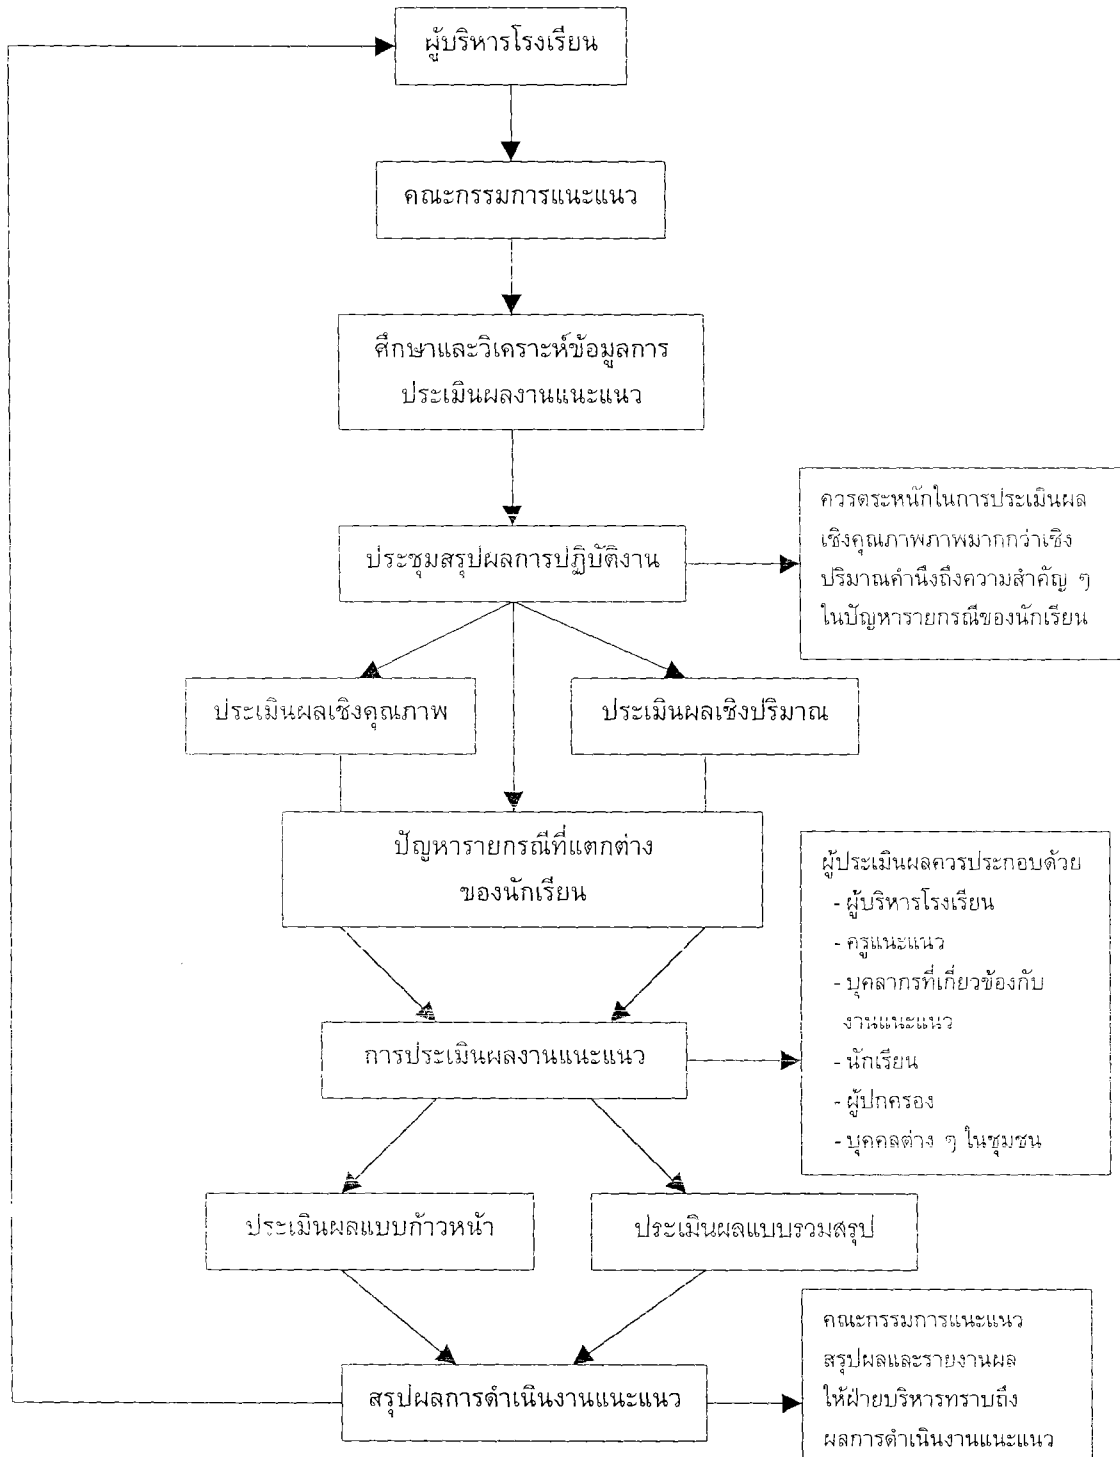 ผู้บริหารโรงเรียน
คณะกรรมการแนะแนว
ศึกษาและวิเคราะห์ข้อมูลการ
ประเมินผลงานแนะแนว
ประชุมสรุปผลการปฏิบัติงาน
ควรตระหนักในการประเมินผล
เชิงคุณภาพภาพมากกว่าเชิง
ปริมาณคำนึงถึงความสำคัญ ๆ
ในปัญหารายกรณีของนักเรียน
ประเมินผลเชิงคุณภาพ
ประเมินผลเชิงปริมาณ
ปัญหารายกรณีที่แตกต่าง
ของนักเรียน
ผู้ประเมินผลควรประกอบด้วย
- ผู้บริหารโรงเรียน
- ครูแนะแนว
- บุคลากรที่เกี่ยวข้องกับ
งานแนะแนว
- นักเรียน
- ผู้ปกครอง
- บุคคลต่าง ๆ ในชุมชน
การประเมินผลงานแนะแนว
ประเมินผลแบบก้าวหน้า
ประเมินผลแบบรวมสรุป
คณะกรรมการแนะแนว
สรุปผลและรายงานผล
ให้ฝ่ายบริหารทราบถึง
ผลการดำเนินงานแนะแนว
สรุปผลการดำเนินงานแนะแนว